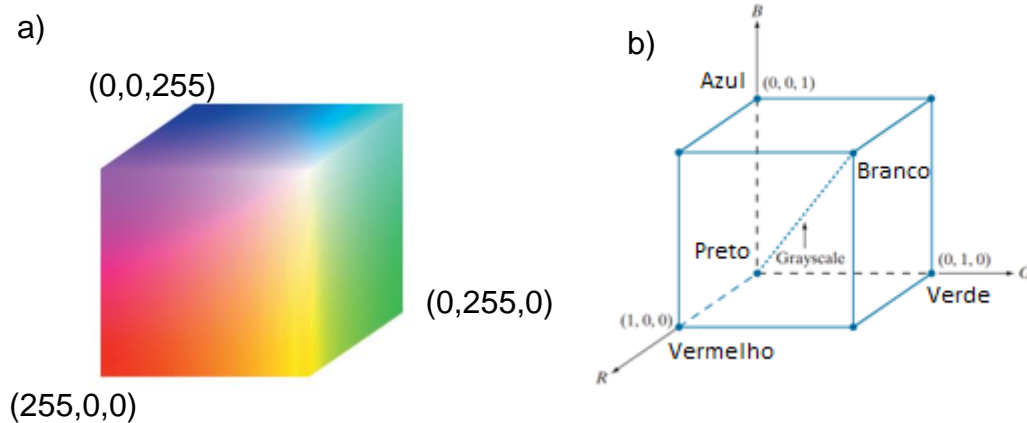 a)
(0,0,255)
(0,255,0)
(255,0,0)
b)
B
Azul
(0, 0, 1)
Branco
Preto
Grayscale
(0, 1, 0)
G
Verde
(1, 0, 0)
Vermelho
R